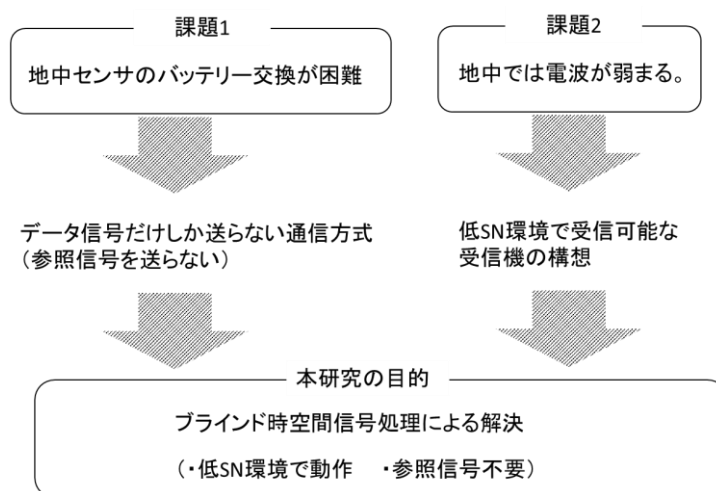 課題1
地中センサのバッテリー交換が困難
課題2
地中では電波が弱まる。
データ信号だけしか送らない通信方式
（参照信号を送らない）
低SN環境で受信可能な
受信機の構想
本研究の目的
ブラインド時空間信号処理による解決
（・低SN環境で動作　・参照信号不要）